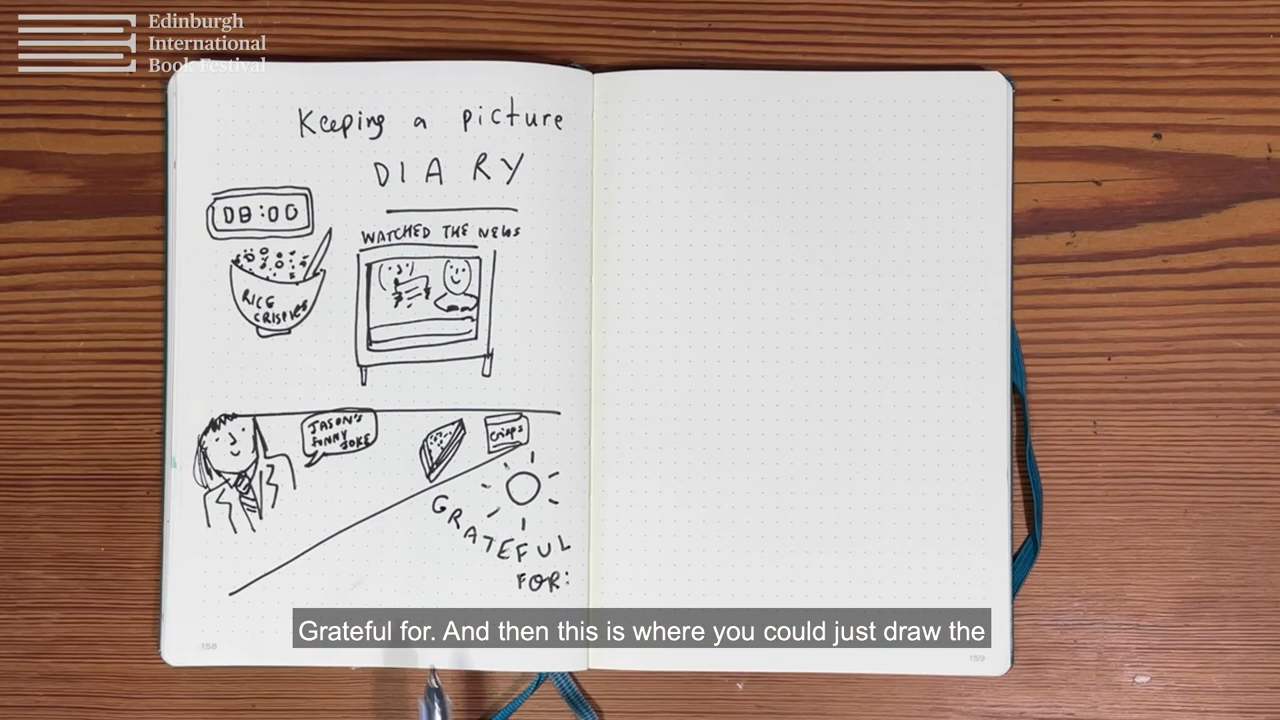 Edinburgh
International
Book Festival
Keeping a picture
DIARY
08:00
WATCHED THE NEWS
RICE
CRISPIES
JASON'S
FUNNY
JOKE
crisps
GRATEFUL
FOR:
Grateful for. And then this is where you could just draw the
158
159